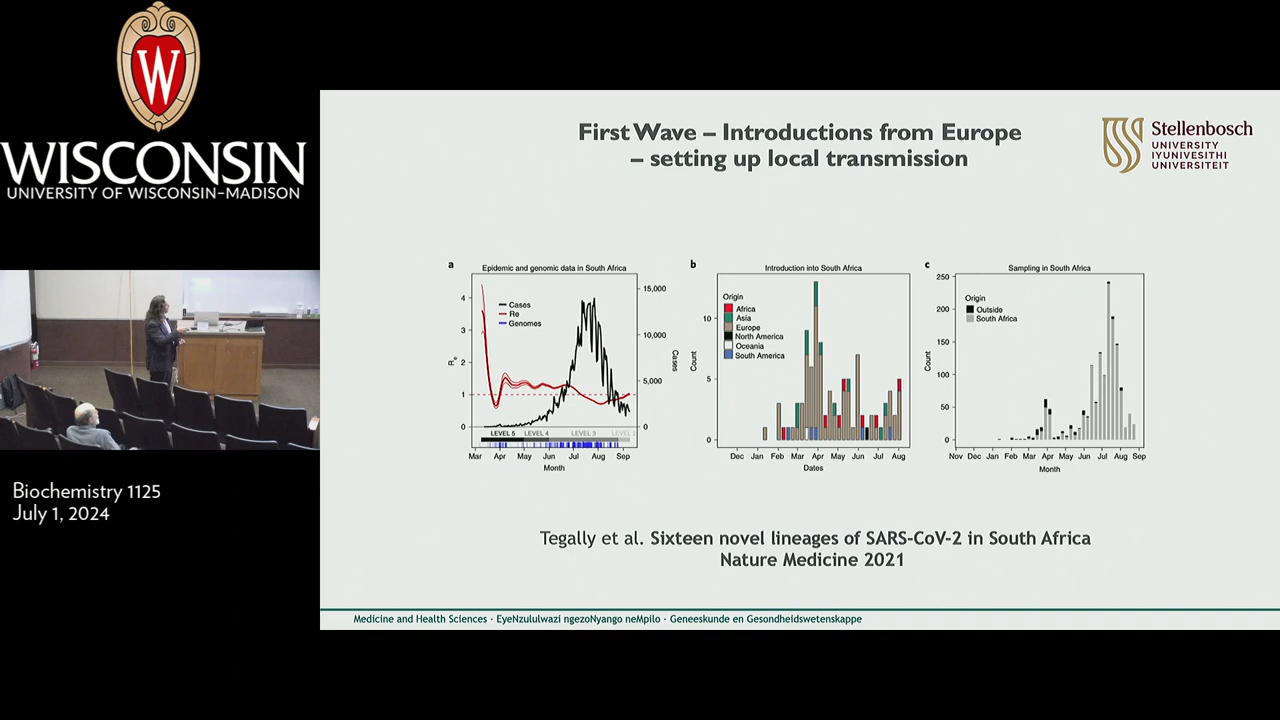 W
WISCONSIN
UNIVERSITY OF WISCONSIN-MADISON
Biochemistry 1125
July 1, 2024
First Wave – Introductions from Europe
– setting up local transmission
Stellenbosch
UNIVERSITY
IYUNIVESITHI
UNIVERSITEIT
a
Epidemic and genomic data in South Africa
Cases
Re
Genomes
4
3
2
1
0
Re
15,000
10,000
5,000
0
Cases
LEVEL 5
LEVEL 4
LEVEL 3
LEVEL 2
Mar Apr May Jun Jul Aug Sep
Month
b
Introduction into South Africa
Origin
Africa
Asia
Europe
North America
Oceania
South America
10
5
0
Count
Dec Jan Feb Mar Apr May Jun Jul Aug
Dates
c
Sampling in South Africa
Origin
Outside
South Africa
250
200
150
100
50
0
Count
Nov Dec Jan Feb Mar Apr May Jun Jul Aug Sep
Month
Tegally et al. Sixteen novel lineages of SARS-CoV-2 in South Africa
Nature Medicine 2021
Medicine and Health Sciences · EyeNzululwazi ngezoNyango neMpilo · Geneeskunde en Gesondheidswetenskappe